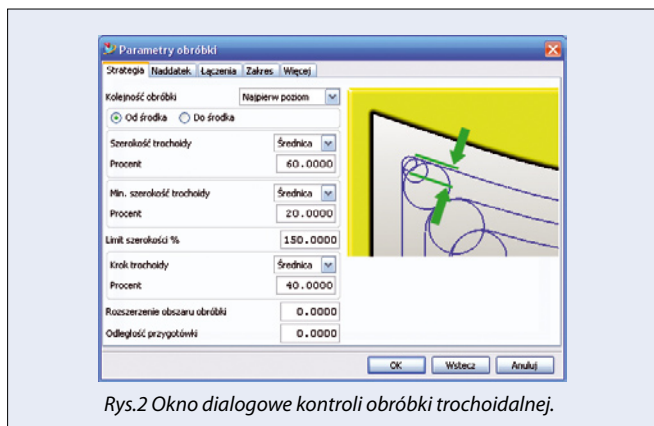 Parametry obróbki
Strategia Naddatek Łączenia Zakres Więcej
Kolejność obróbki Najpierw poziom
Od środka Do środka
Szerokość trochoidy Średnica
Procent 60.0000
Min. szerokość trochoidy Średnica
Procent 20.0000
Limit szerokości % 150.0000
Krok trochoidy Średnica
Procent 40.0000
Rozszerzenie obszaru obróbki 0.0000
Odległość przygotówki 0.0000
OK Wstecz Anuluj
Rys.2 Okno dialogowe kontroli obróbki trochoidalnej.